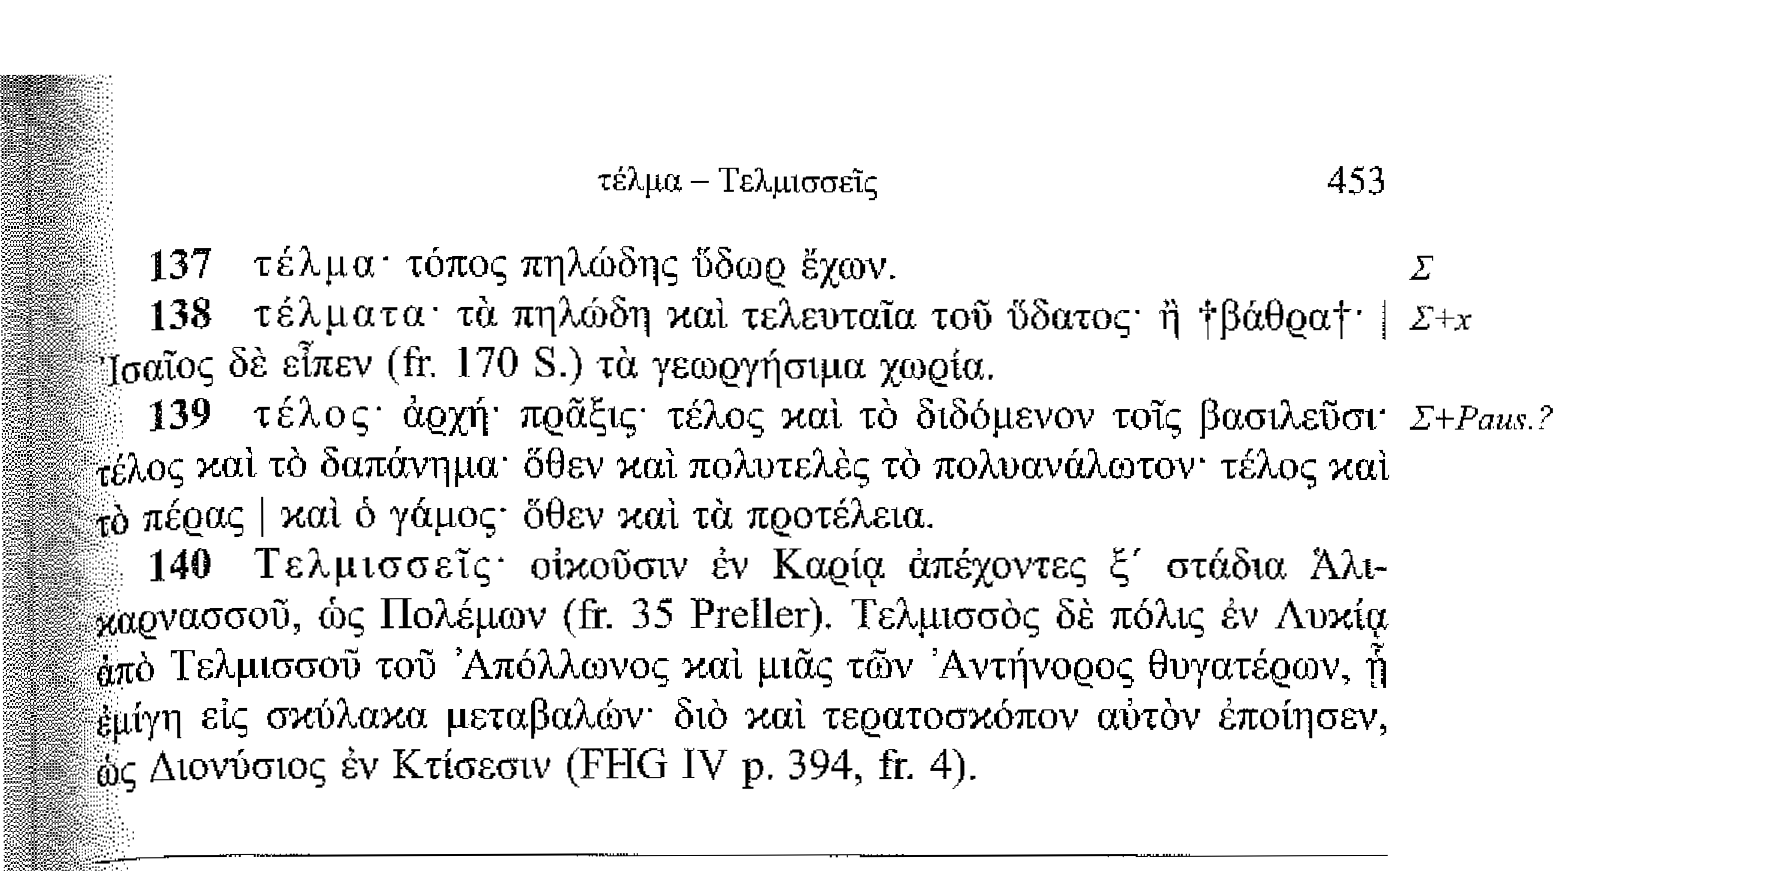 τέλμα – Τελμισσεῖς 453
137 τέλμα· τόπος πηλώδης ὕδωρ ἔχων. Σ
138 τέλματα· τὰ πηλώδη καὶ τελευταῖα τοῦ ὕδατος· ἢ †βάθρα†· | Σ+x
Ἰσαῖος δὲ εἶπεν (fr. 170 S.) τὰ γεωργήσιμα χωρία.
139 τέλος· ἀρχή· πρᾶξις· τέλος καὶ τὸ διδόμενον τοῖς βασιλεῦσι· Σ+Paus.?
τέλος καὶ τὸ δαπάνημα· ὅθεν καὶ πολυτελὲς τὸ πολυανάλωτον· τέλος καὶ
τὸ πέρας | καὶ ὁ γάμος· ὅθεν καὶ τὰ προτέλεια.
140 Τελμισσεῖς· οἰκοῦσιν ἐν Καρίᾳ ἀπέχοντες ξ´ στάδια Ἁλι-
καρνασσοῦ, ὡς Πολέμων (fr. 35 Preller). Τελμισσὸς δὲ πόλις ἐν Λυκίᾳ
ἀπὸ Τελμισσοῦ τοῦ Ἀπόλλωνος καὶ μιᾶς τῶν Ἀντήνορος θυγατέρων, ᾗ
ἐμίγη εἰς σκύλακα μεταβαλών· διὸ καὶ τερατοσκόπον αὐτὸν ἐποίησεν,
ὡς Διονύσιος ἐν Κτίσεσιν (FHG IV p. 394, fr. 4).